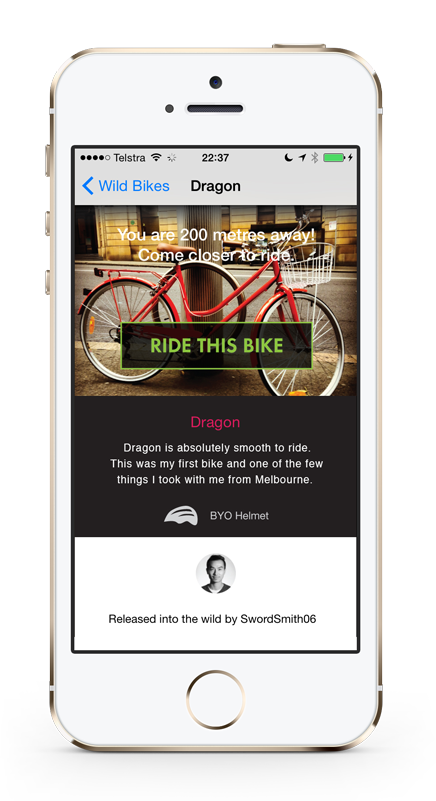 Telstra 22:37
Wild Bikes Dragon
You are 200 metres away!
Come closer to ride.
RIDE THIS BIKE
Dragon
Dragon is absolutely smooth to ride.
This was my first bike and one of the few
things I took with me from Melbourne.
BYO Helmet
Released into the wild by SwordSmith06